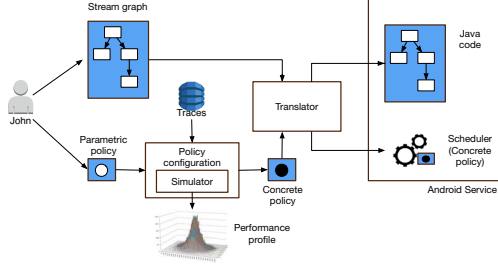 Stream graph
John
Parametric
policy
Traces
Policy
configuration
Simulator
Performance
profile
Concrete
policy
Translator
Java
code
Scheduler
(Concrete
policy)
Android Service